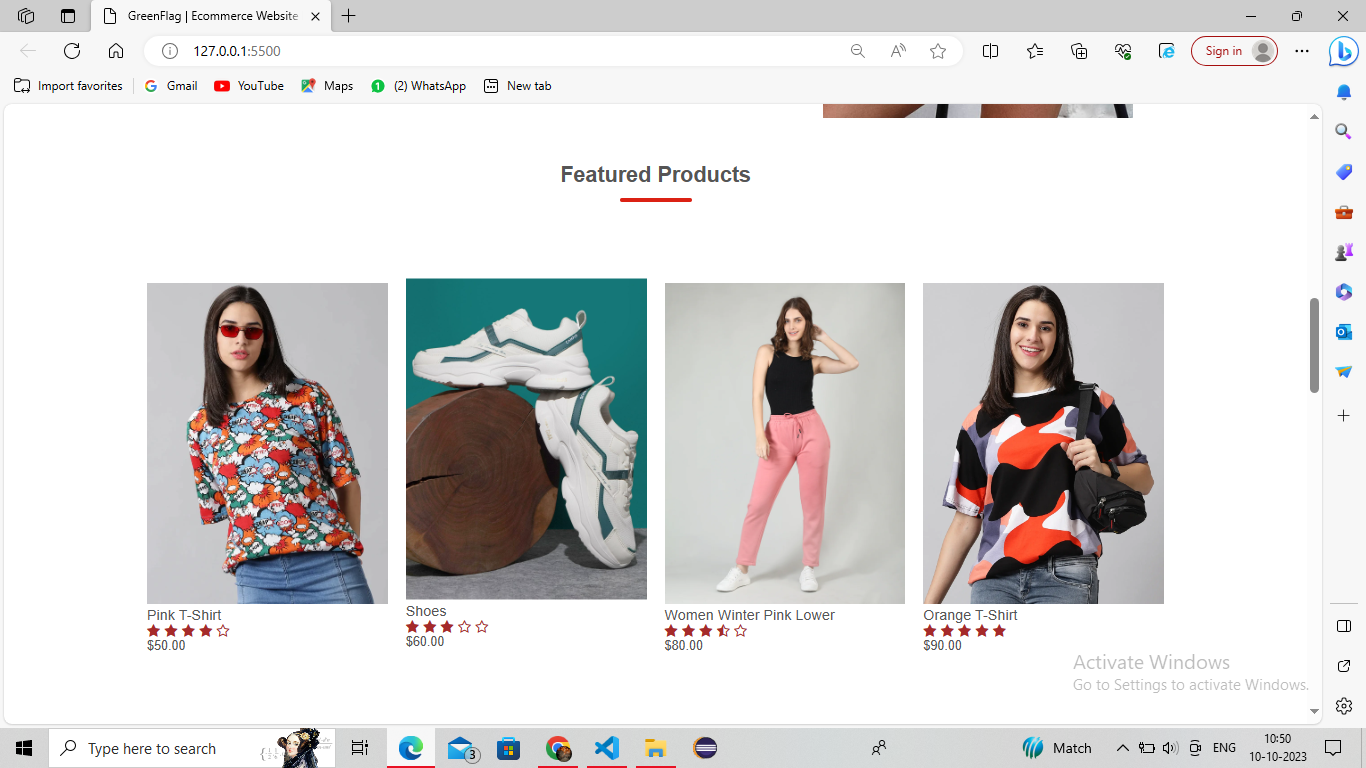 GreenFlag | Ecommerce Website
127.0.0.1:5500
Sign in
Import favorites
Gmail
YouTube
Maps
(2) WhatsApp
New tab
Featured Products
Pink T-Shirt
$50.00
Shoes
$60.00
Women Winter Pink Lower
$80.00
Orange T-Shirt
$90.00
Activate Windows
Go to Settings to activate Windows.
Type here to search
3
Match
ENG
10:50
10-10-2023